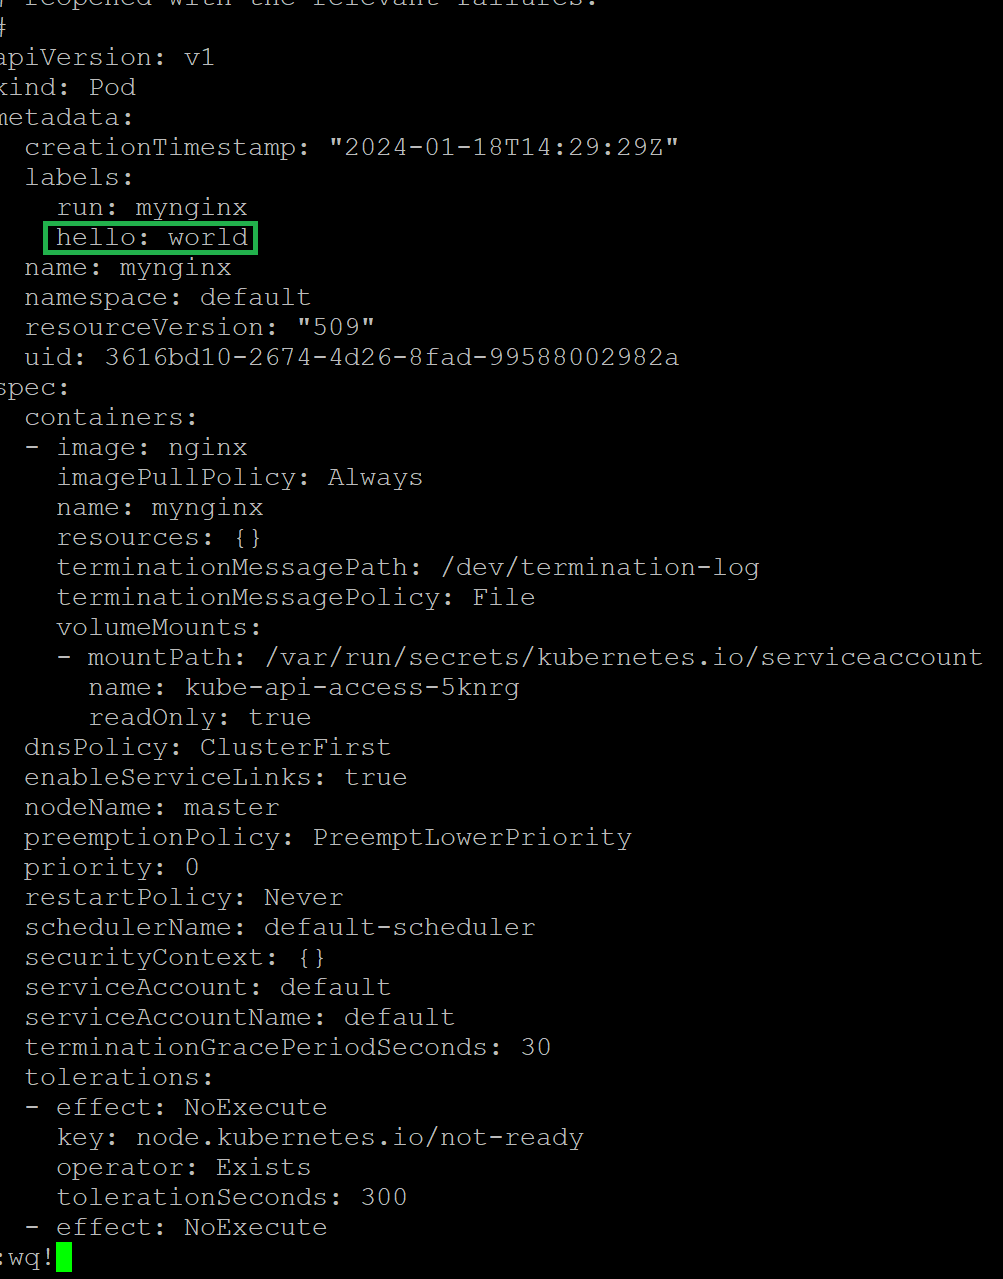 # reopened with the relevant failures.
#
apiVersion: v1
kind: Pod
metadata:
  creationTimestamp: "2024-01-18T14:29:29Z"
  labels:
    run: mynginx
    hello: world
  name: mynginx
  namespace: default
  resourceVersion: "509"
  uid: 3616bd10-2674-4d26-8fad-99588002982a
spec:
  containers:
  - image: nginx
    imagePullPolicy: Always
    name: mynginx
    resources: {}
    terminationMessagePath: /dev/termination-log
    terminationMessagePolicy: File
    volumeMounts:
    - mountPath: /var/run/secrets/kubernetes.io/serviceaccount
      name: kube-api-access-5knrg
      readOnly: true
  dnsPolicy: ClusterFirst
  enableServiceLinks: true
  nodeName: master
  preemptionPolicy: PreemptLowerPriority
  priority: 0
  restartPolicy: Never
  schedulerName: default-scheduler
  securityContext: {}
  serviceAccount: default
  serviceAccountName: default
  terminationGracePeriodSeconds: 30
  tolerations:
  - effect: NoExecute
    key: node.kubernetes.io/not-ready
    operator: Exists
    tolerationSeconds: 300
  - effect: NoExecute
:wq!